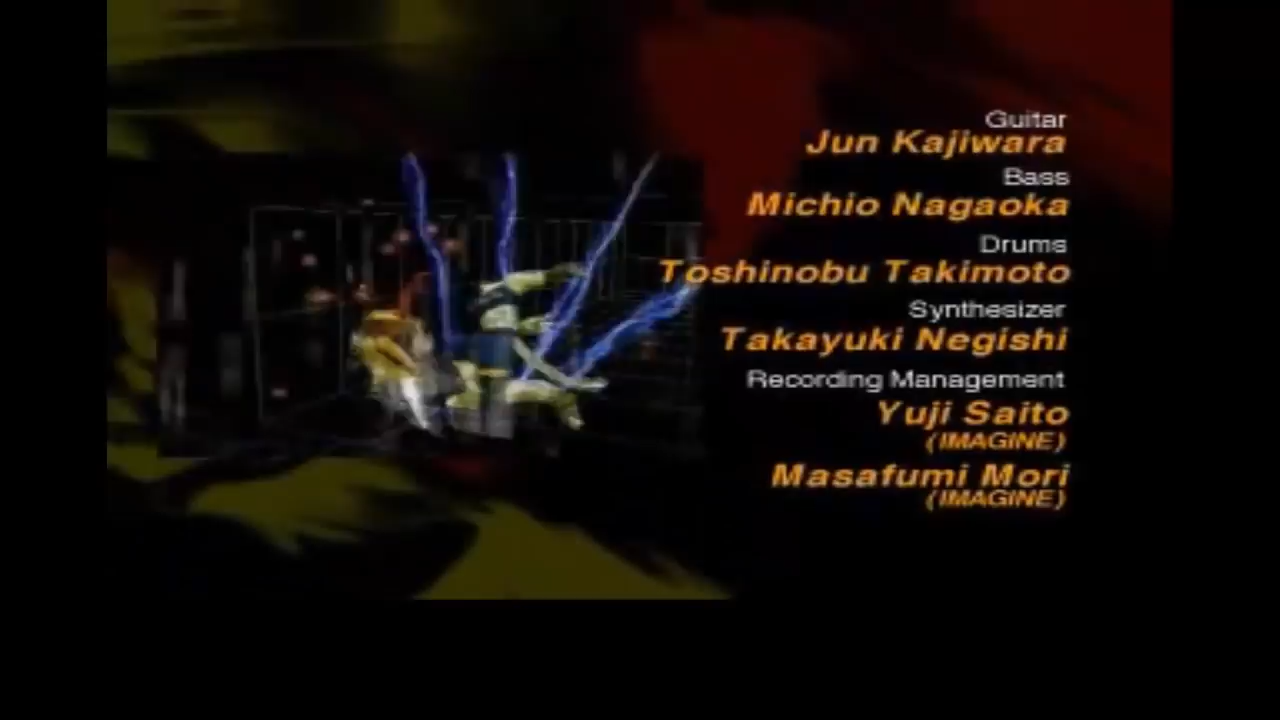 Guitar
Jun Kajiwara
Bass
Michio Nagaoka
Drums
Toshinobu Takimoto
Synthesizer
Takayuki Negishi
Recording Management
Yuji Saito
(IMAGINE)
Masafumi Mori
(IMAGINE)